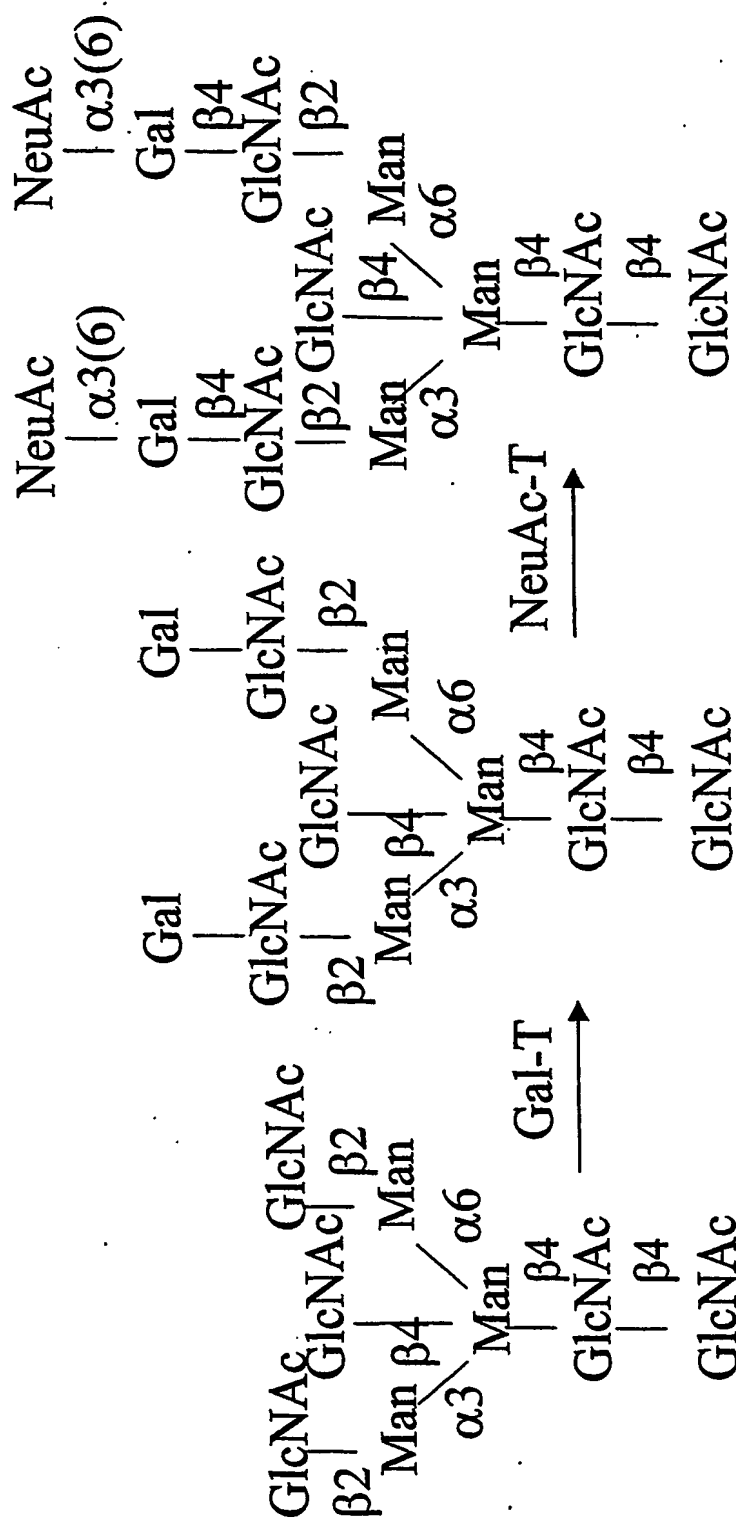 GlcNAc
GlcNAc
GlcNAc
β2
β2
Man
β4
Man
α3
α6
Man
β4
GlcNAc
β4
GlcNAc
Gal-T
Gal
Gal
GlcNAc
GlcNAc
GlcNAc
β2
β2
Man
β4
Man
α3
α6
Man
β4
GlcNAc
β4
GlcNAc
NeuAc-T
NeuAc
NeuAc
α3(6)
α3(6)
Gal
Gal
β4
β4
GlcNAc
GlcNAc
GlcNAc
β2
β2
Man
β4
Man
α3
α6
Man
β4
GlcNAc
β4
GlcNAc